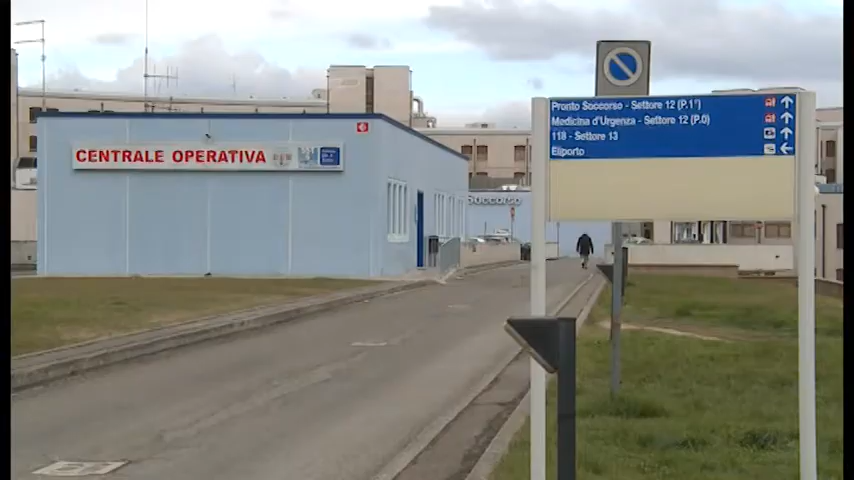 CENTRALE OPERATIVA
Soccorso
Pronto Soccorso - Settore 12 (P.1°)
Medicina d'Urgenza - Settore 12 (P.0)
118 - Settore 13
Eliporto